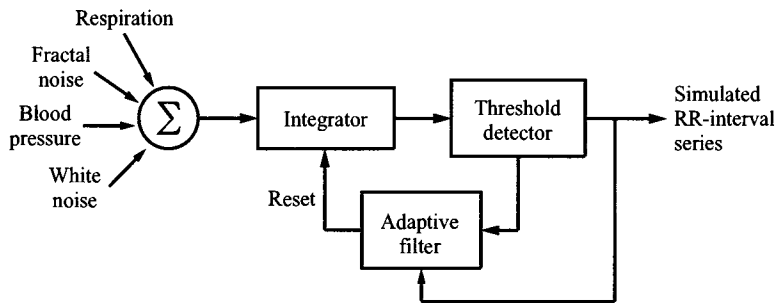 Respiration
Fractal
noise
Blood
pressure
White
noise
Σ
Integrator
Threshold
detector
Simulated
RR-interval
series
Reset
Adaptive
filter